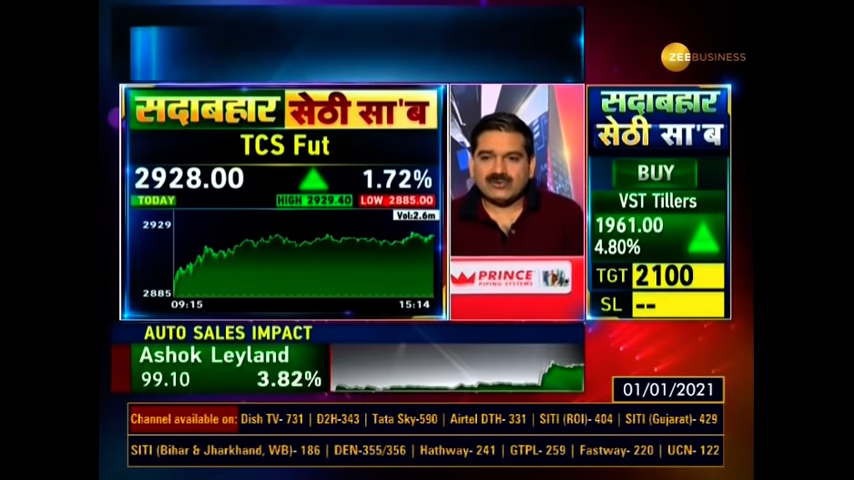 ZEEBUSINESS
सदाबहार सेठी सा'ब
TCS Fut
2928.00 1.72%
TODAY HIGH 2929.40 LOW 2885.00
Vol:2.6m
2929
2885
09:15 15:14
PRINCE
PIPING SYSTEMS
सदाबहार
सेठी सा'ब
BUY
VST Tillers
1961.00
4.80%
TGT 2100
SL --
AUTO SALES IMPACT
Ashok Leyland
99.10 3.82%
01/01/2021
Channel available on: Dish TV- 731 | D2H-343 | Tata Sky-590 | Airtel DTH- 331 | SITI (ROI)- 404 | SITI (Gujarat)- 429
SITI (Bihar & Jharkhand, WB)- 186 | DEN-355/356 | Hathway- 241 | GTPL- 259 | Fastway- 220 | UCN- 122